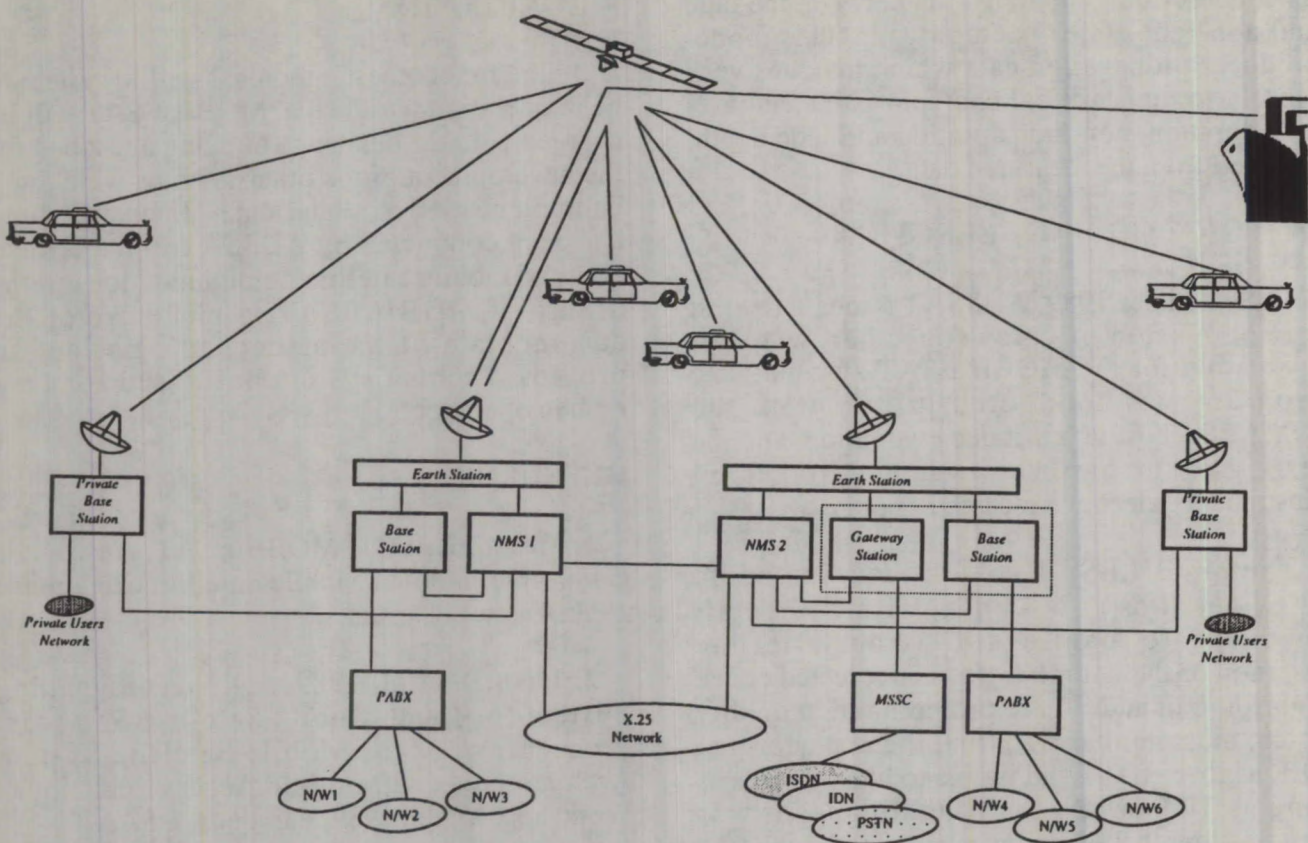 Earth Station
Earth Station
Private
Base
Station
Base
Station
NMS 1
NMS 2
Gateway
Station
Base
Station
Private
Base
Station
Private Users
Network
Private Users
Network
PABX
X.25
Network
MSSC
PABX
N/W1
N/W2
N/W3
ISDN
IDN
PSTN
N/W4
N/W5
N/W6